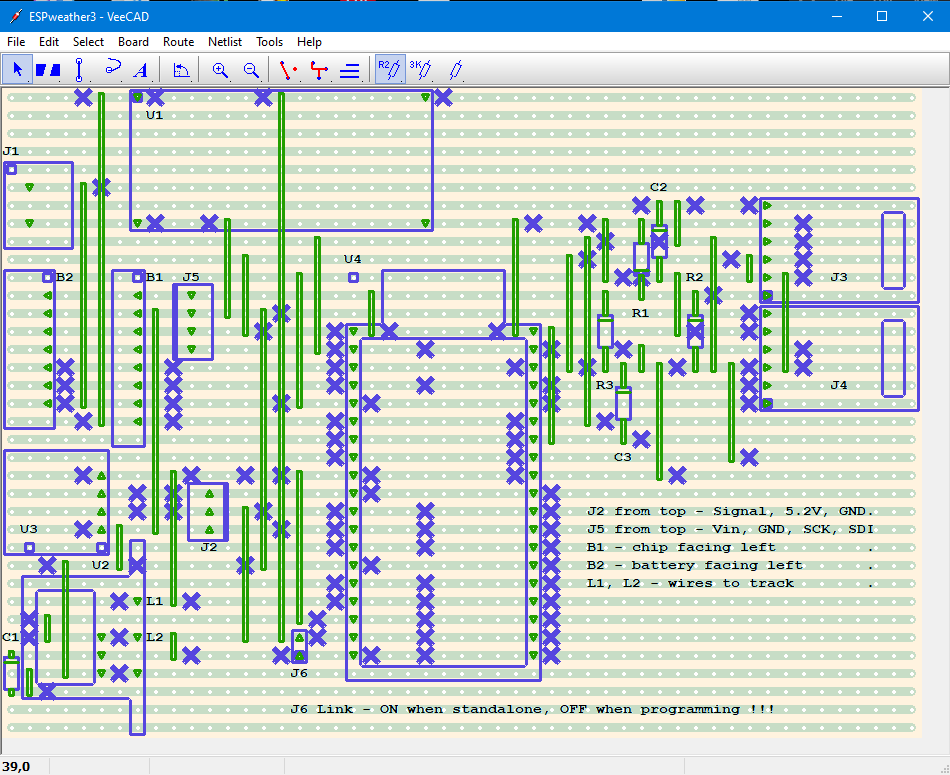 ESPweather3 - VeeCAD
File Edit Select Board Route Netlist Tools Help
A R2 3K
U1
J1
C2
U4
B2 B1 J5 R2 J3
R1
R3 J4
C3
J2 from top - Signal, 5.2V, GND.
U3 J5 from top - Vin, GND, SCK, SDI
J2 B1 - chip facing left .
U2 B2 - battery facing left .
L1, L2 - wires to track .
L1
C1 L2
J6
J6 Link - ON when standalone, OFF when programming !!!
39,0